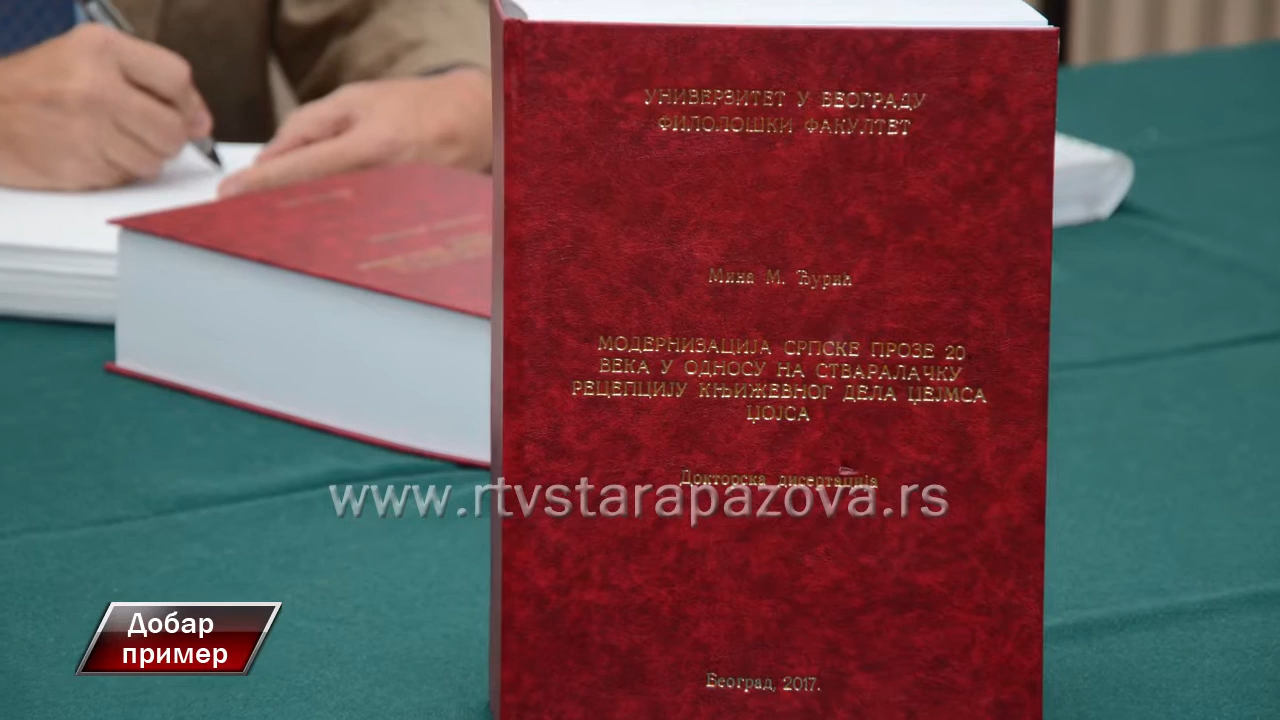 УНИВЕРЗИТЕТ У БЕОГРАДУ
ФИЛОЛОШКИ ФАКУЛТЕТ
Мина М. Ђурић
МОДЕРНИЗАЦИЈА СРПСКЕ ПРОЗЕ 20
ВЕКА У ОДНОСУ НА СТВАРАЛАЧКУ
РЕЦЕПЦИЈУ КЊИЖЕВНОГ ДЕЛА ЏЕЈМСА
ЏОЈСА
Докторска дисертација
www.rtvstarapazova.rs
Добар
пример
Београд, 2017.